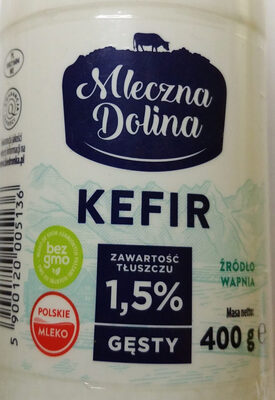 Mleczna
Dolina
KEFIR
bez
gmo
ZAWARTOŚĆ
TŁUSZCZU
1,5%
GĘSTY
ŹRÓDŁO
WAPNIA
Masa netto:
400 g e
POLSKIE
MLEKO
5 900120 005136